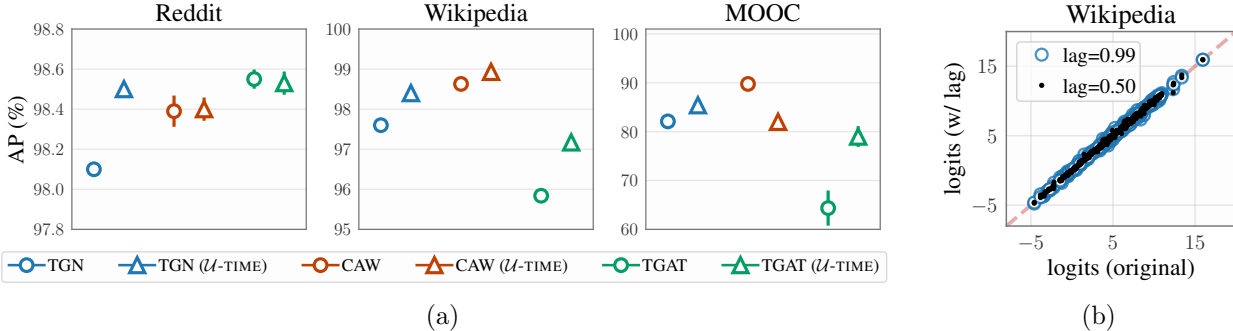 Reddit
98.8
98.6
98.4
98.2
98.0
97.8
AP (%)
Wikipedia
100
99
98
97
96
95
MOOC
100
90
80
70
60
TGN
TGN (𝒰-TIME)
CAW
CAW (𝒰-TIME)
TGAT
TGAT (𝒰-TIME)
(a)
Wikipedia
lag=0.99
lag=0.50
15
5
−5
logits (w/ lag)
−5 5 15
logits (original)
(b)